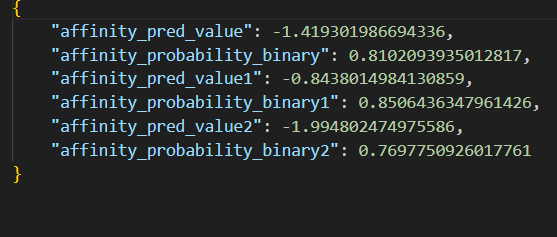 {
"affinity_pred_value": -1.419301986694336,
"affinity_probability_binary": 0.8102093935012817,
"affinity_pred_value1": -0.8438014984130859,
"affinity_probability_binary1": 0.8506436347961426,
"affinity_pred_value2": -1.994802474975586,
"affinity_probability_binary2": 0.7697750926017761
}